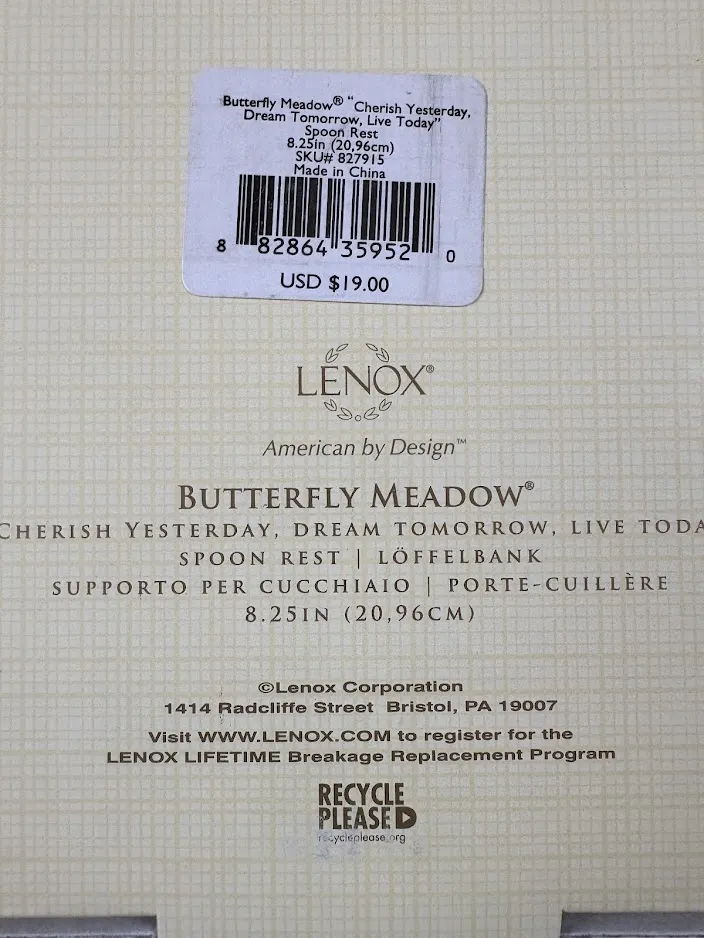 Butterfly Meadow® "Cherish Yesterday,
Dream Tomorrow, Live Today"
Spoon Rest
8.25in (20,96cm)
SKU# 827915
Made in China
8 82864 35952 0
USD $19.00
LENOX®
American by Design™
BUTTERFLY MEADOW®
CHERISH YESTERDAY, DREAM TOMORROW, LIVE TODA
SPOON REST | LÖFFELBANK
SUPPORTO PER CUCCHIAIO | PORTE-CUILLÈRE
8.25IN (20,96CM)
©Lenox Corporation
1414 Radcliffe Street Bristol, PA 19007
Visit WWW.LENOX.COM to register for the
LENOX LIFETIME Breakage Replacement Program
RECYCLE
PLEASE
recycleplease.org